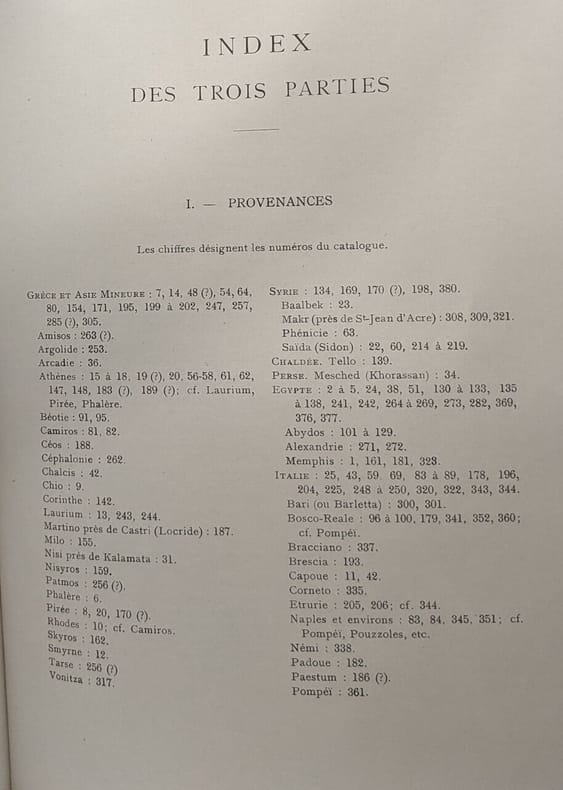 INDEX
DES TROIS PARTIES
I. — PROVENANCES
Les chiffres désignent les numéros du catalogue.
GRÈCE ET ASIE MINEURE : 7, 14, 48 (?), 54, 64,
80, 154, 171, 195, 199 à 202, 247, 257,
285 (?), 305.
Amisos : 263 (?).
Argolide : 253.
Arcadie : 36.
Athènes : 15 à 18, 19 (?), 20, 56-58, 61, 62,
147, 148, 183 (?), 189 (?); cf. Laurium,
Pirée, Phalère.
Béotie : 91, 95.
Camiros : 81, 82.
Céos : 188.
Céphalonie : 262.
Chalcis : 42.
Chio : 9.
Corinthe : 142.
Laurium : 13, 243, 244.
Martino près de Castri (Locride) : 187.
Milo : 155.
Nisi près de Kalamata : 31.
Nisyros : 159.
Patmos : 256 (?).
Phalère : 6.
Pirée : 8, 20, 170 (?).
Rhodes : 10; cf. Camiros.
Skyros : 162.
Smyrne : 12.
Tarse : 256 (?)
Vonitza : 317.
SYRIE : 134, 169, 170 (?), 198, 380.
Baalbek : 23.
Makr (près de St-Jean d'Acre) : 308, 309, 321.
Phénicie : 63.
Saïda (Sidon) : 22, 60, 214 à 219.
CHALDÉE. Tello : 139.
PERSE. Mesched (Khorassan) : 34.
EGYPTE : 2 à 5, 24, 38, 51, 130 à 133, 135
à 138, 241, 242, 264 à 269, 273, 282, 369,
376, 377.
Abydos : 101 à 129.
Alexandrie : 271, 272.
Memphis : 1, 161, 181, 323.
ITALIE : 25, 43, 59, 69, 83 à 89, 178, 196,
204, 225, 248 à 250, 320, 322, 343, 344.
Bari (ou Barletta) : 300, 301.
Bosco-Reale : 96 à 100, 179, 341, 352, 360;
cf. Pompéi.
Bracciano : 337.
Brescia : 193.
Capoue : 11, 42.
Corneto : 335.
Etrurie : 205, 206; cf. 344.
Naples et environs : 83, 84, 345, 351; cf.
Pompéï, Pouzzoles, etc.
Némi : 338.
Padoue : 182.
Paestum : 186 (?).
Pompéï : 361.